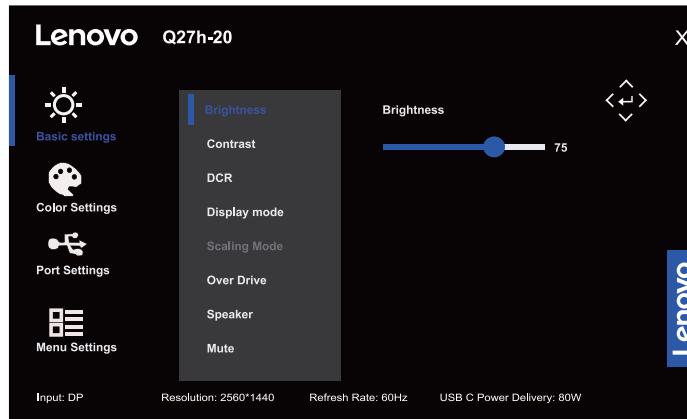 Lenovo Q27h-20 X
Basic settings
Color Settings
Port Settings
Menu Settings
Brightness
Contrast
DCR
Display mode
Scaling Mode
Over Drive
Speaker
Mute
Brightness
75
Lenovo
Input: DP Resolution: 2560*1440 Refresh Rate: 60Hz USB C Power Delivery: 80W